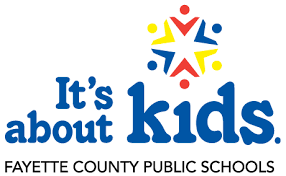 It's
about kids.
FAYETTE COUNTY PUBLIC SCHOOLS